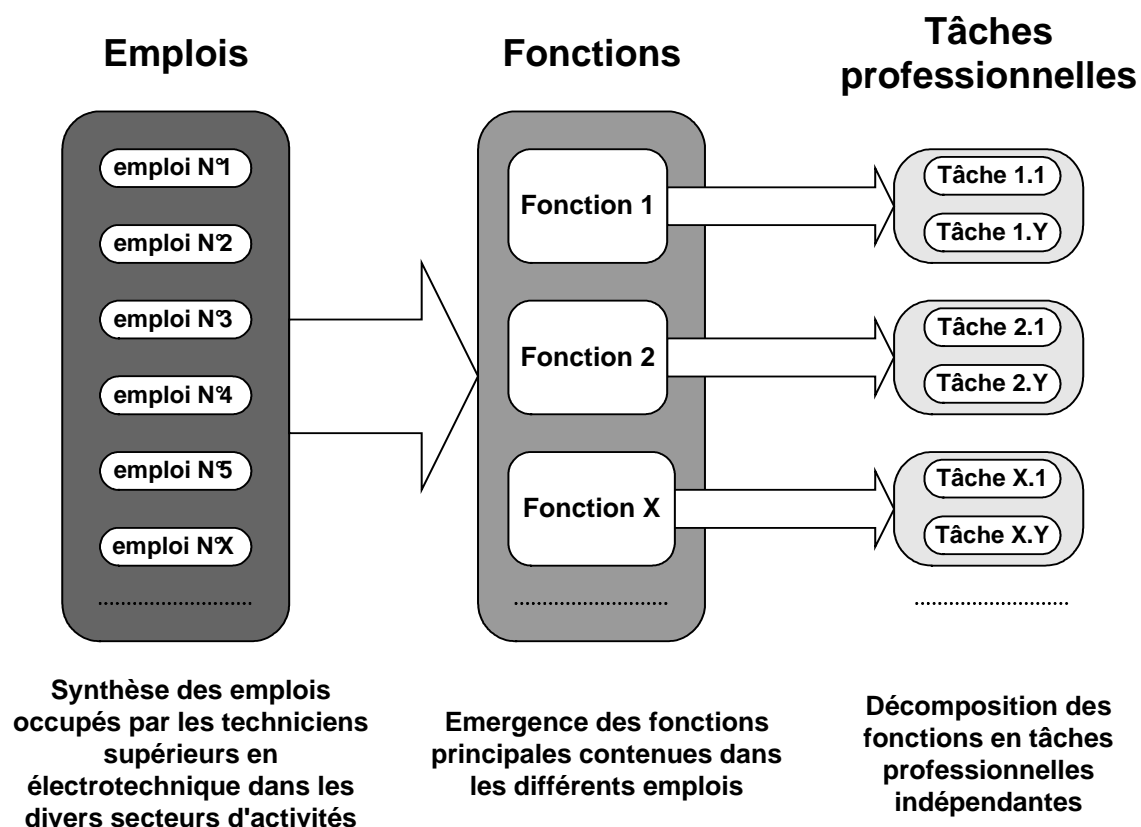 Emplois
Fonctions
Tâches
professionnelles
emploi N°1
emploi N°2
emploi N°3
emploi N°4
emploi N°5
emploi N°X
..............................
Fonction 1
Fonction 2
Fonction X
..............................
Tâche 1.1
Tâche 1.Y
Tâche 2.1
Tâche 2.Y
Tâche X.1
Tâche X.Y
..............................
Synthèse des emplois
occupés par les techniciens
supérieurs en
électrotechnique dans les
divers secteurs d'activités
Emergence des fonctions
principales contenues dans
les différents emplois
Décomposition des
fonctions en tâches
professionnelles
indépendantes